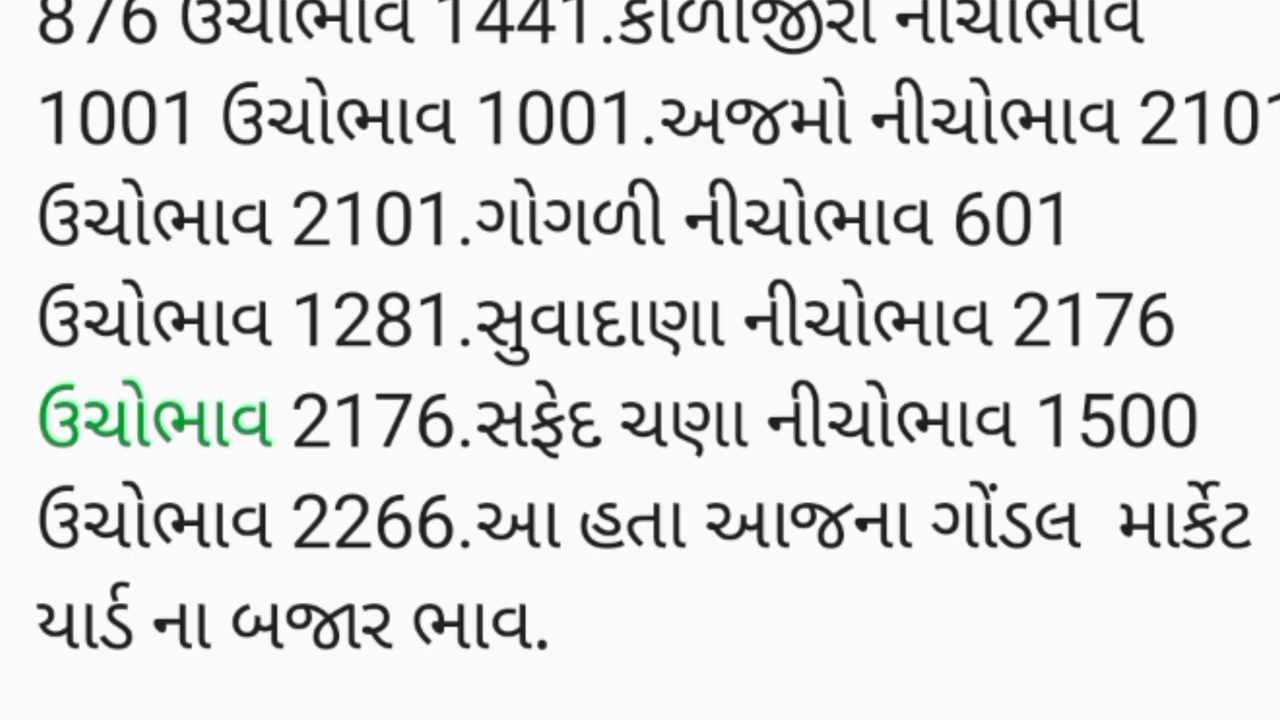 876 ઉચોભાવ 1441.કાળીજીરી નીચોભાવ
1001 ઉચોભાવ 1001.અજમો નીચોભાવ 2101
ઉચોભાવ 2101.ગોગળી નીચોભાવ 601
ઉચોભાવ 1281.સુવાદાણા નીચોભાવ 2176
ઉચોભાવ 2176.સફેદ ચણા નીચોભાવ 1500
ઉચોભાવ 2266.આ હતા આજના ગોંડલ માર્કેટ
યાર્ડ ના બજાર ભાવ.